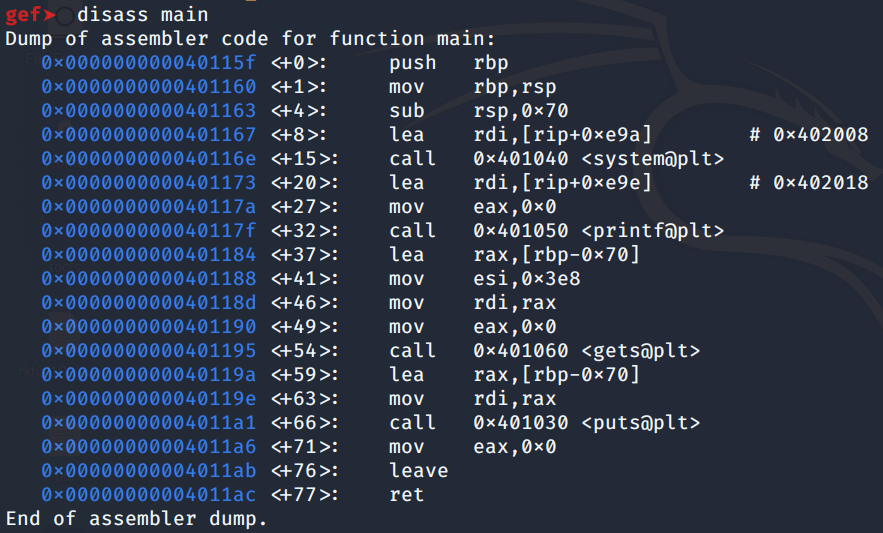 gef➤ disass main
Dump of assembler code for function main:
0x000000000040115f <+0>: push rbp
0x0000000000401160 <+1>: mov rbp,rsp
0x0000000000401163 <+4>: sub rsp,0x70
0x0000000000401167 <+8>: lea rdi,[rip+0xe9a] # 0x402008
0x000000000040116e <+15>: call 0x401040 <system@plt>
0x0000000000401173 <+20>: lea rdi,[rip+0xe9e] # 0x402018
0x000000000040117a <+27>: mov eax,0x0
0x000000000040117f <+32>: call 0x401050 <printf@plt>
0x0000000000401184 <+37>: lea rax,[rbp-0x70]
0x0000000000401188 <+41>: mov esi,0x3e8
0x000000000040118d <+46>: mov rdi,rax
0x0000000000401190 <+49>: mov eax,0x0
0x0000000000401195 <+54>: call 0x401060 <gets@plt>
0x000000000040119a <+59>: lea rax,[rbp-0x70]
0x000000000040119e <+63>: mov rdi,rax
0x00000000004011a1 <+66>: call 0x401030 <puts@plt>
0x00000000004011a6 <+71>: mov eax,0x0
0x00000000004011ab <+76>: leave
0x00000000004011ac <+77>: ret
End of assembler dump.